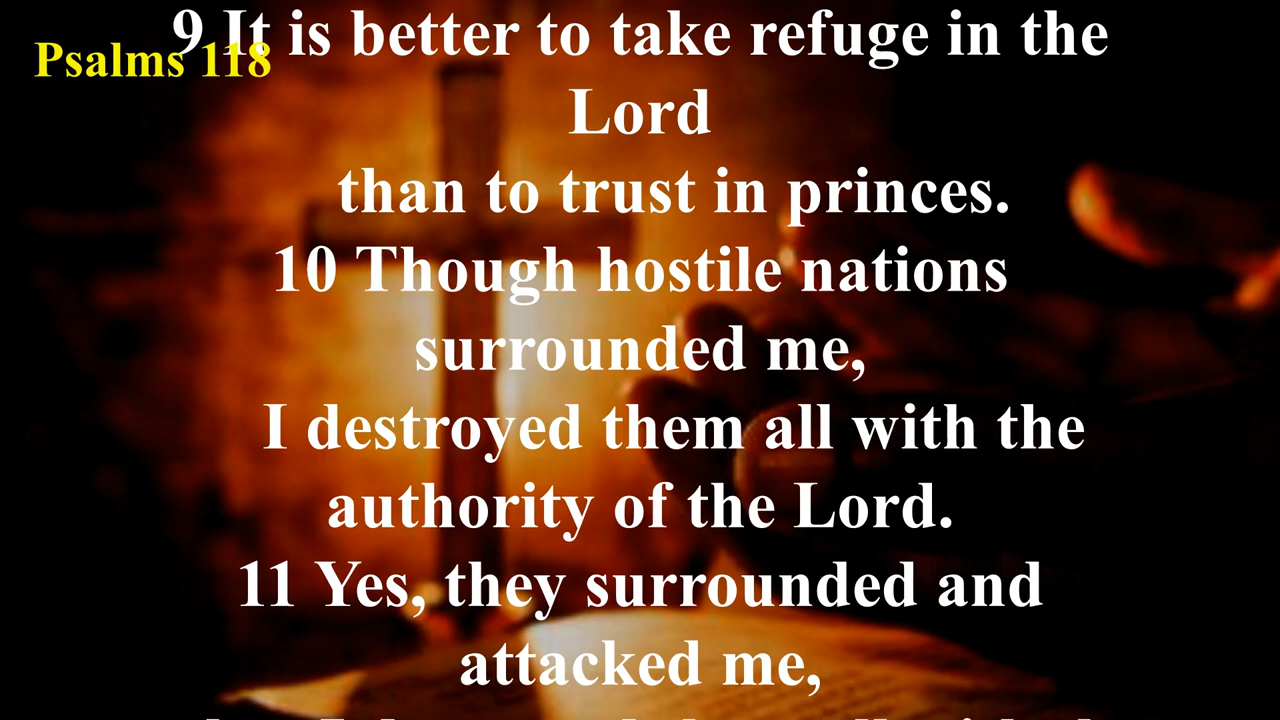 Psalms 118
9 It is better to take refuge in the
Lord
than to trust in princes.
10 Though hostile nations
surrounded me,
I destroyed them all with the
authority of the Lord.
11 Yes, they surrounded and
attacked me,